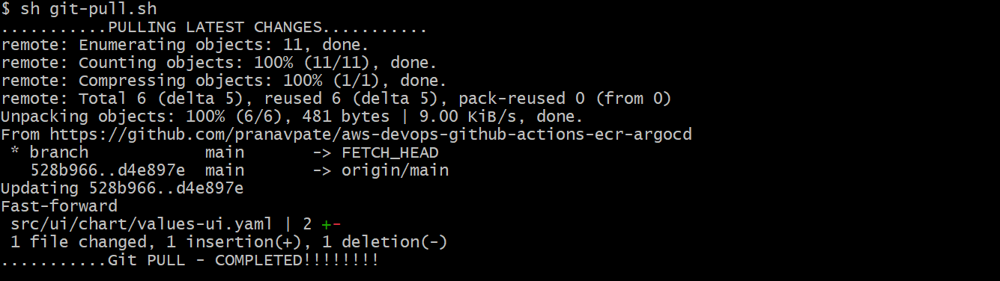 $ sh git-pull.sh
...........PULLING LATEST CHANGES...........
remote: Enumerating objects: 11, done.
remote: Counting objects: 100% (11/11), done.
remote: Compressing objects: 100% (1/1), done.
remote: Total 6 (delta 5), reused 6 (delta 5), pack-reused 0 (from 0)
Unpacking objects: 100% (6/6), 481 bytes | 9.00 KiB/s, done.
From https://github.com/pranavpate/aws-devops-github-actions-ecr-argocd
 * branch            main       -> FETCH_HEAD
   528b966..d4e897e  main       -> origin/main
Updating 528b966..d4e897e
Fast-forward
 src/ui/chart/values-ui.yaml | 2 +-
 1 file changed, 1 insertion(+), 1 deletion(-)
...........Git PULL - COMPLETED!!!!!!!!